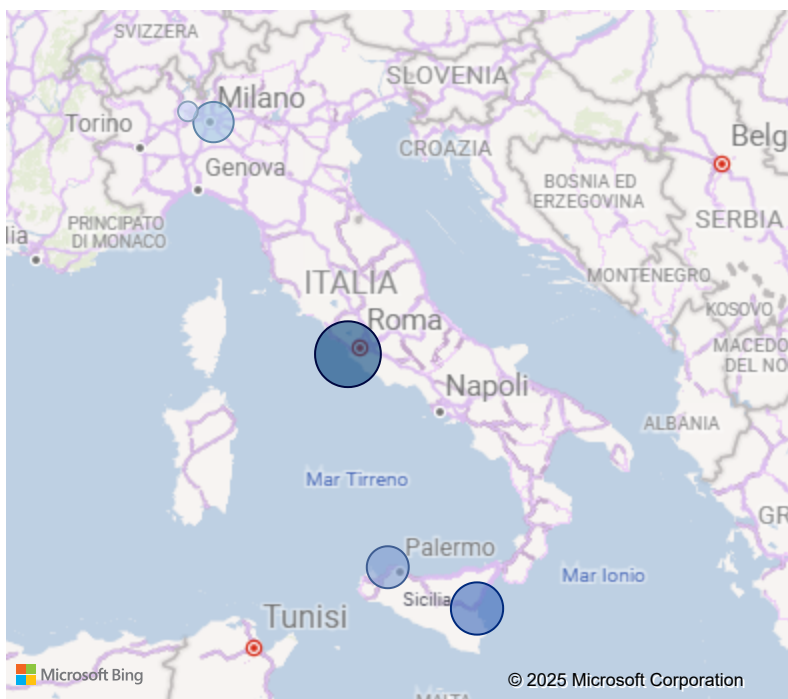 SVIZZERA
SLOVENIA
Milano
Torino
Belg
CROAZIA
Genova
BOSNIA ED
ERZEGOVINA
PRINCIPATO
DI MONACO
lia
SERBIA
ITALIA
MONTENEGRO
KOSOVO
Roma
MACEDO
DEL NO
Napoli
ALBANIA
Mar Tirreno
GR
Palermo
Mar Ionio
Sicilia
Tunisi
Microsoft Bing
© 2025 Microsoft Corporation
MALTA